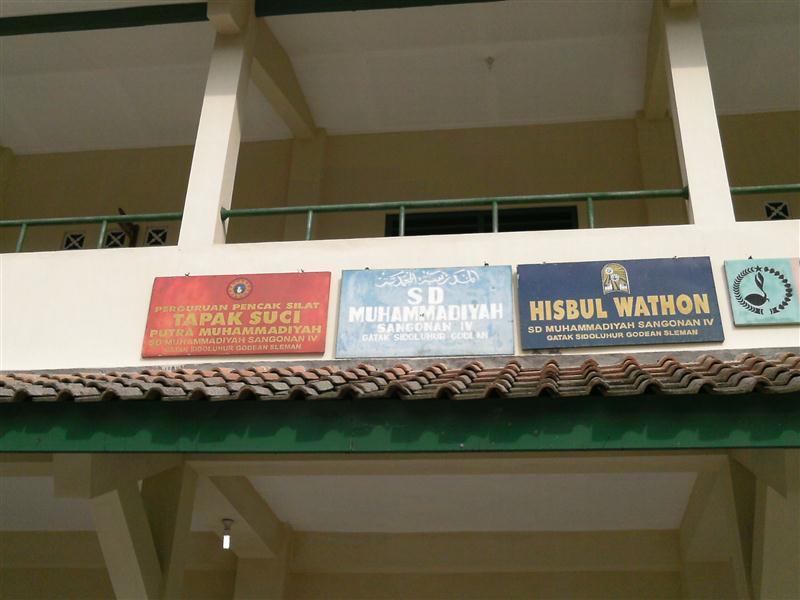 PERGURUAN PENCAK SILAT
TAPAK SUCI
PUTRA MUHAMMADIYAH
SD MUHAMMADIYAH SANGONAN IV
GATAK SIDOLUHUR GODEAN SLEMAN
SD
MUHAMMADIYAH
SANGONAN IV
GATAK SIDOLUHUR GODEAN
HISBUL WATHON
SD MUHAMMADIYAH SANGONAN IV
GATAK SIDOLUHUR GODEAN SLEMAN